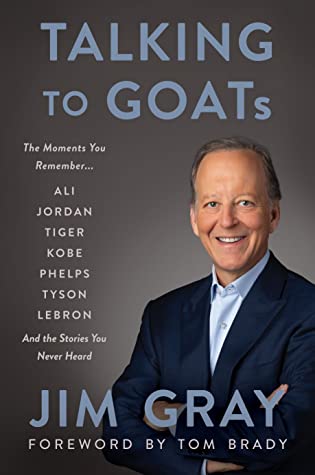 TALKING
TO GOATs
The Moments You
Remember...
ALI
JORDAN
TIGER
KOBE
PHELPS
TYSON
LEBRON
And the Stories You
Never Heard
JIM GRAY
FOREWORD BY TOM BRADY